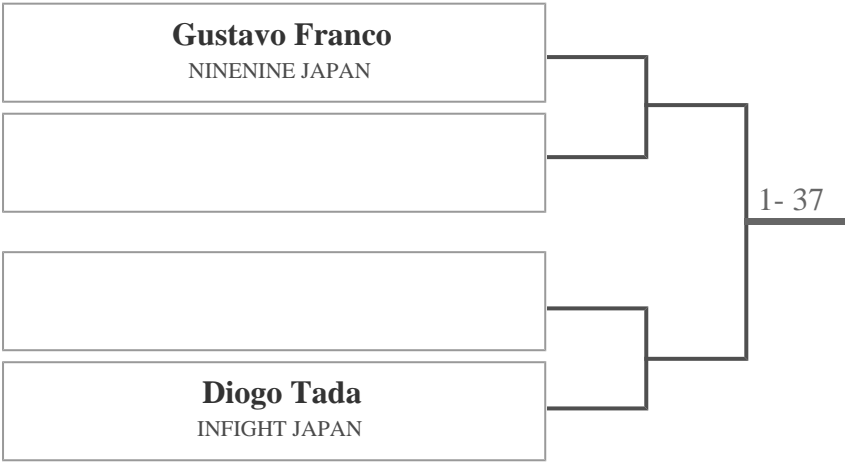 Gustavo Franco
NINENINE JAPAN
1- 37
Diogo Tada
INFIGHT JAPAN